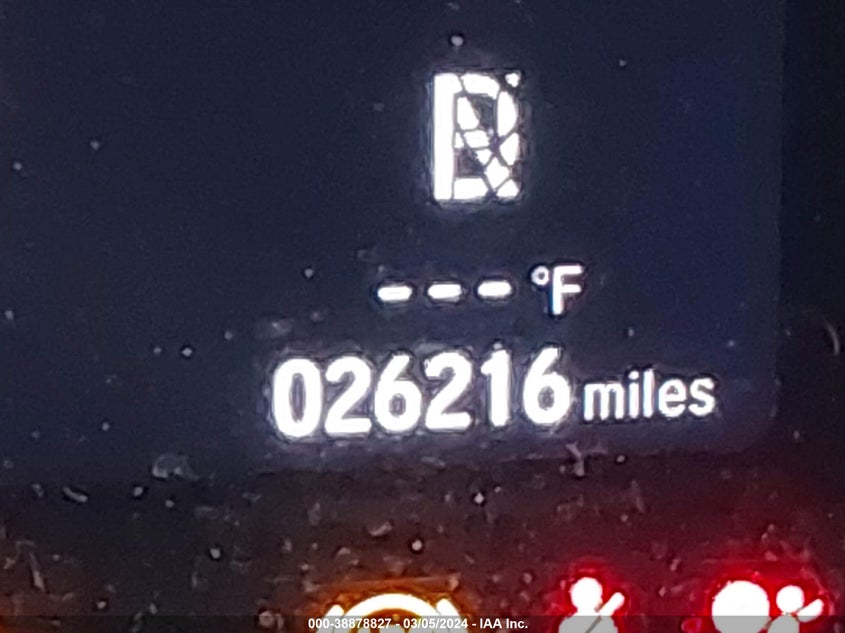 --- °F
026216 miles
000-38878827 - 03/05/2024 - IAA Inc.